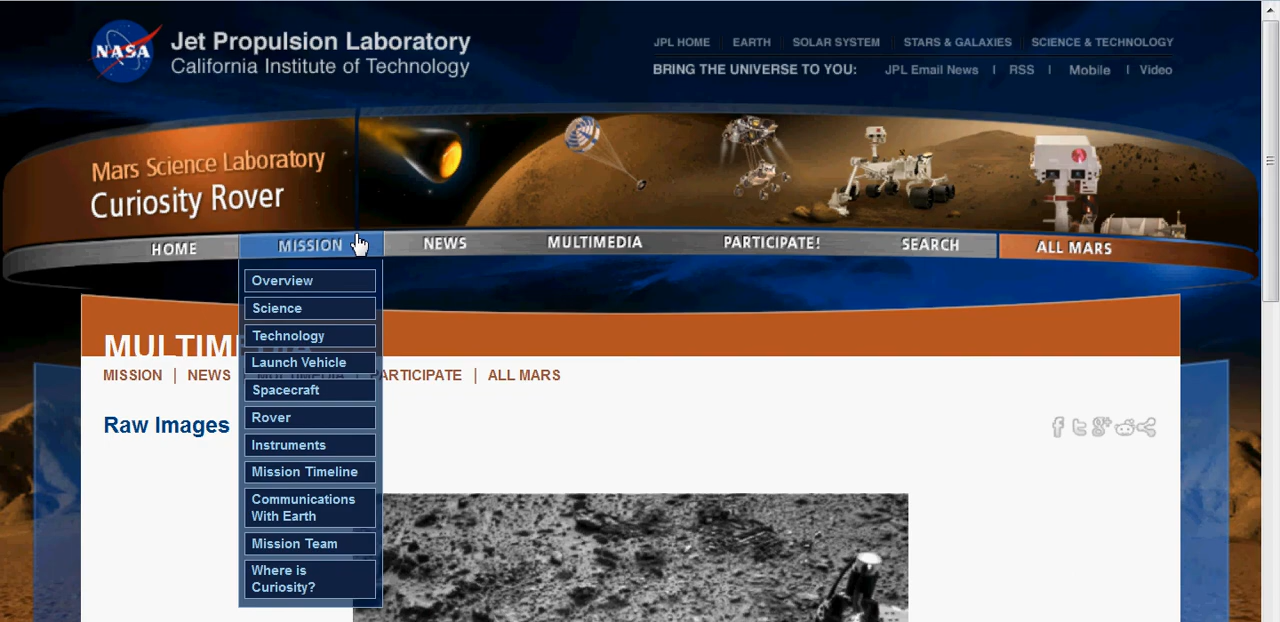 NASA
Jet Propulsion Laboratory
California Institute of Technology
JPL HOME EARTH SOLAR SYSTEM STARS & GALAXIES SCIENCE & TECHNOLOGY
BRING THE UNIVERSE TO YOU: JPL Email News | RSS | Mobile | Video
Mars Science Laboratory
Curiosity Rover
HOME MISSION NEWS MULTIMEDIA PARTICIPATE! SEARCH ALL MARS
Overview
Science
Technology
Launch Vehicle
Spacecraft
Rover
Instruments
Mission Timeline
Communications
With Earth
Mission Team
Where is
Curiosity?
MULTIMEDIA
MISSION | NEWS | MULTIMEDIA | PARTICIPATE | ALL MARS
Raw Images